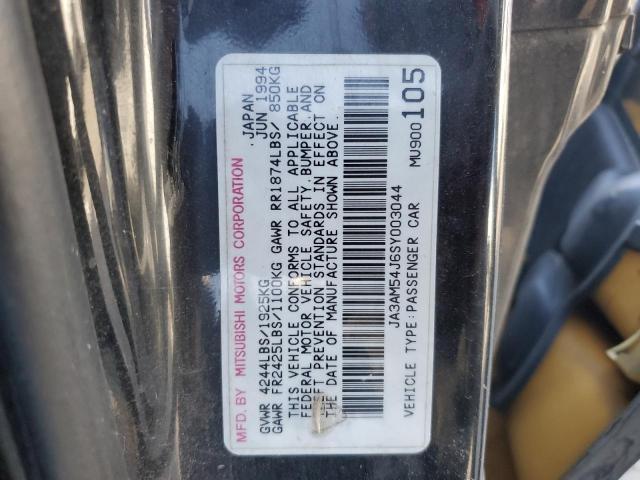 MFD. BY MITSUBISHI MOTORS CORPORATION
JAPAN
JUN 1994
GVWR 4244LBS/1925KG
GAWR FR2425LBS/1100KG GAWR RR1874LBS/ 850KG
THIS VEHICLE CONFORMS TO ALL APPLICABLE
FEDERAL MOTOR VEHICLE SAFETY, BUMPER, AND
THEFT PREVENTION STANDARDS IN EFFECT ON
THE DATE OF MANUFACTURE SHOWN ABOVE.
JA3AM54J6SY003044
VEHICLE TYPE:PASSENGER CAR
MU900105